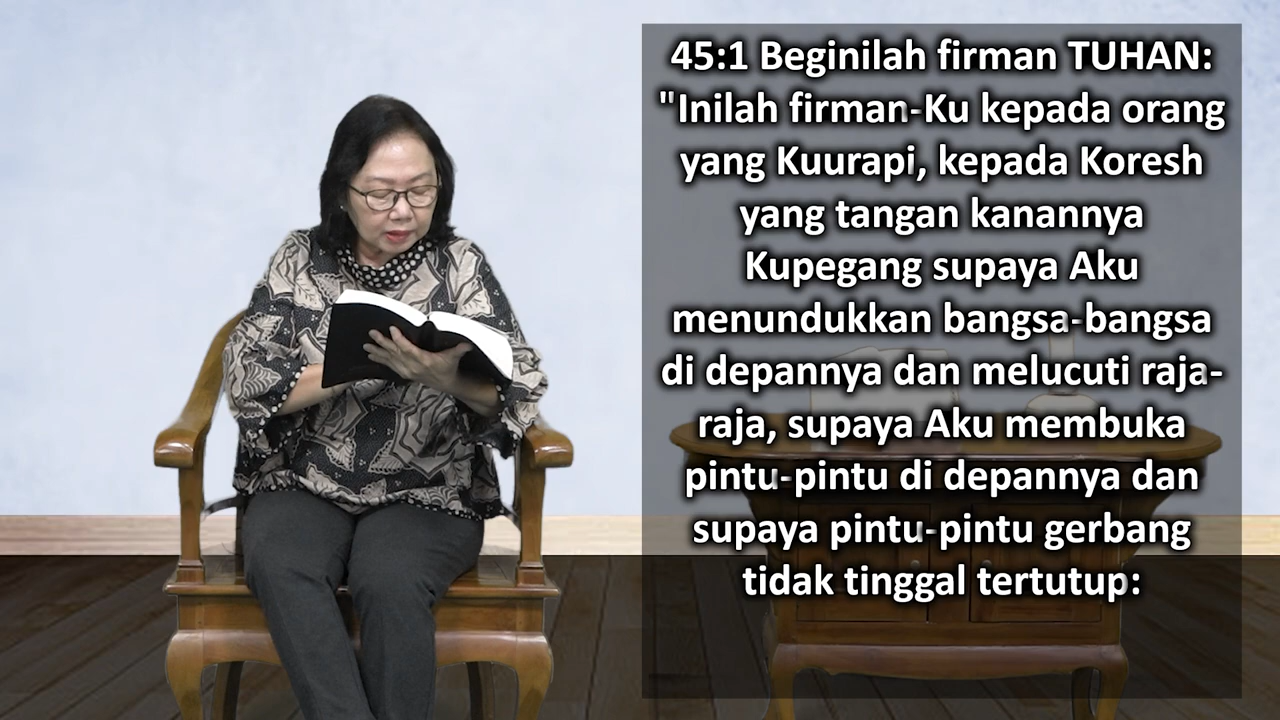 45:1 Beginilah firman TUHAN:
"Inilah firman-Ku kepada orang
yang Kuurapi, kepada Koresh
yang tangan kanannya
Kupegang supaya Aku
menundukkan bangsa-bangsa
di depannya dan melucuti raja-
raja, supaya Aku membuka
pintu-pintu di depannya dan
supaya pintu-pintu gerbang
tidak tinggal tertutup: